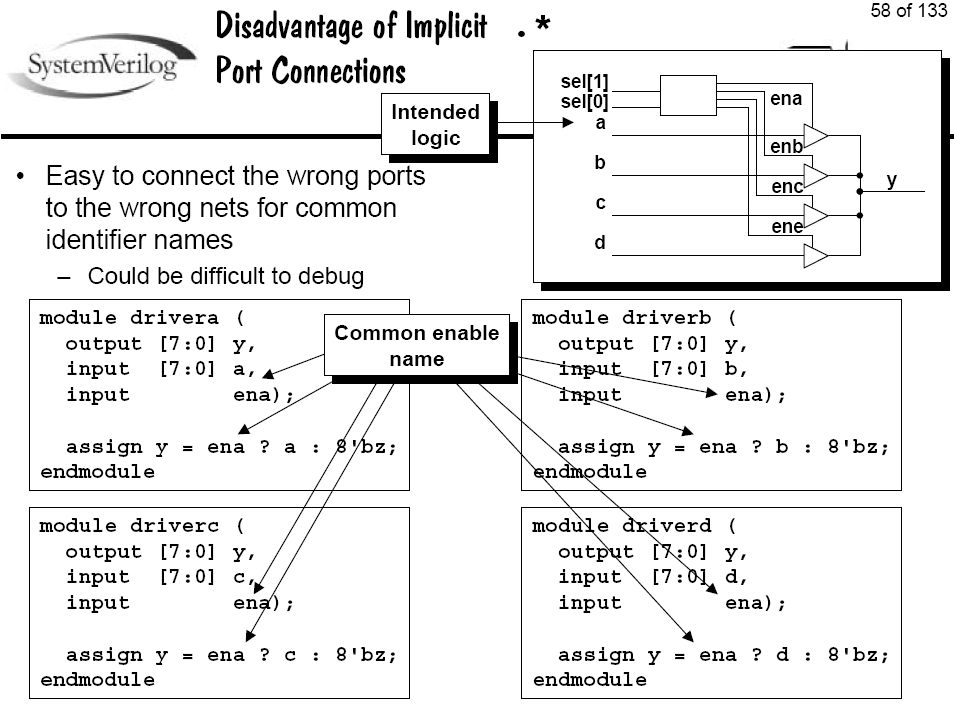 58 of 133
SystemVerilog
Disadvantage of Implicit .*
Port Connections
Intended
logic
sel[1]
sel[0]
a
b
c
d
ena
enb
enc
ene
y
• Easy to connect the wrong ports
to the wrong nets for common
identifier names
– Could be difficult to debug
Common enable
name
module drivera (
output [7:0] y,
input [7:0] a,
input ena);
assign y = ena ? a : 8'bz;
endmodule
module driverb (
output [7:0] y,
input [7:0] b,
input ena);
assign y = ena ? b : 8'bz;
endmodule
module driverc (
output [7:0] y,
input [7:0] c,
input ena);
assign y = ena ? c : 8'bz;
endmodule
module driverd (
output [7:0] y,
input [7:0] d,
input ena);
assign y = ena ? d : 8'bz;
endmodule